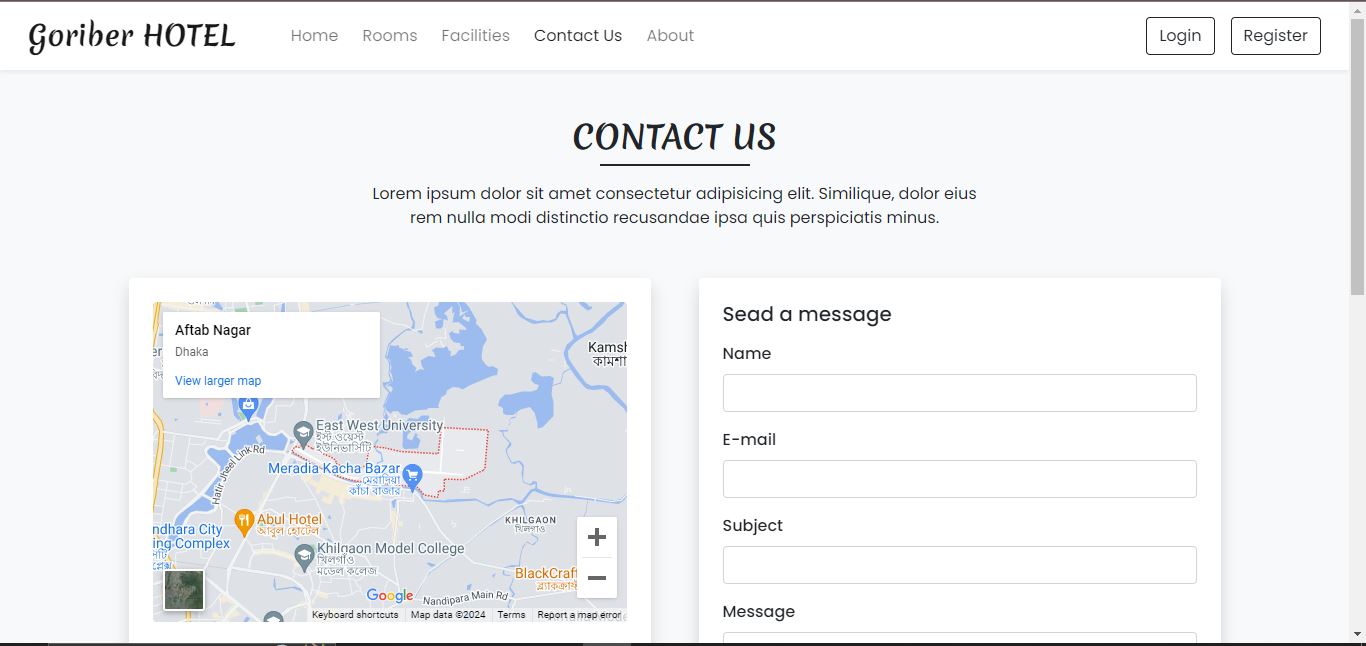 Goriber HOTEL
Home
Rooms
Facilities
Contact Us
About
Login
Register
CONTACT US
Lorem ipsum dolor sit amet consectetur adipisicing elit. Similique, dolor eius
rem nulla modi distinctio recusandae ipsa quis perspiciatis minus.
Aftab Nagar
Dhaka
View larger map
Kamsh
কামশা
East West University
ইস্ট ওয়েস্ট
ইউনিভার্সিটি
Hatir Jheel Link Rd
Meradia Kacha Bazar
মেরাদিয়া
কাঁচা বাজার
Abul Hotel
আবুল হোটেল
KHILGAON
খিলগাঁও
ndhara City
ing Complex
Khilgaon Model College
খিলগাঁও
মডেল কলেজ
BlackCraf
ব্ল্যাকক্রাফ
Nandipara Main Rd
Google
Keyboard shortcuts
Map data ©2024
Terms
Report a map error
Sead a message
Name
E-mail
Subject
Message